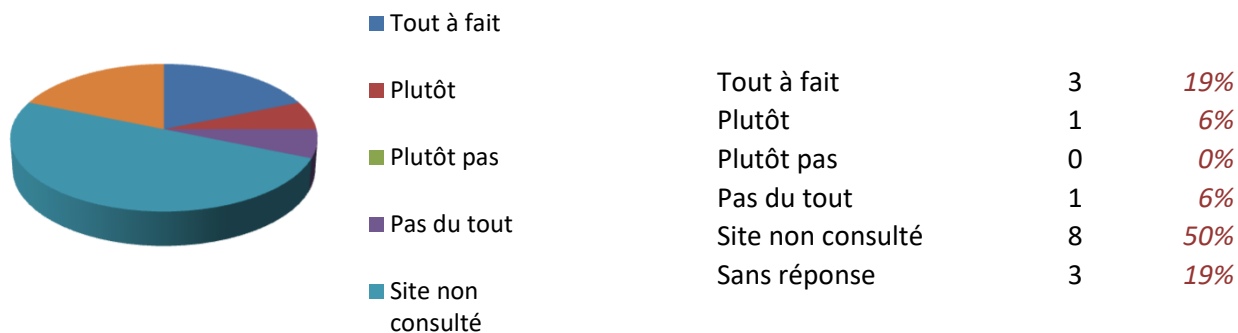 Tout à fait
Plutôt
Plutôt pas
Pas du tout
Site non
consulté
Tout à fait 3 19%
Plutôt 1 6%
Plutôt pas 0 0%
Pas du tout 1 6%
Site non consulté 8 50%
Sans réponse 3 19%